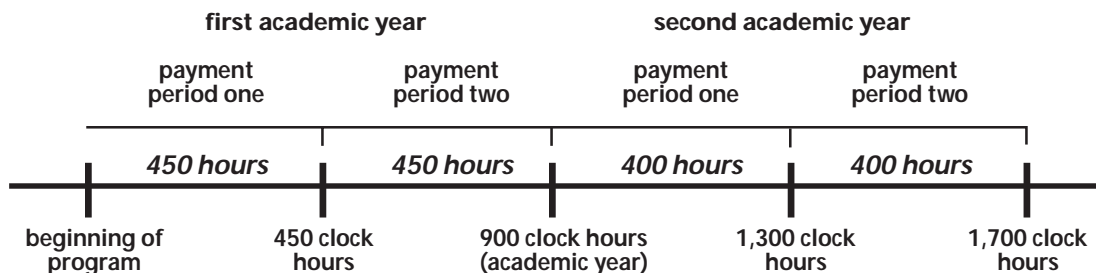 first academic year second academic year
payment period one payment period two payment period one payment period two
450 hours 450 hours 400 hours 400 hours
beginning of program 450 clock hours 900 clock hours (academic year) 1,300 clock hours 1,700 clock hours